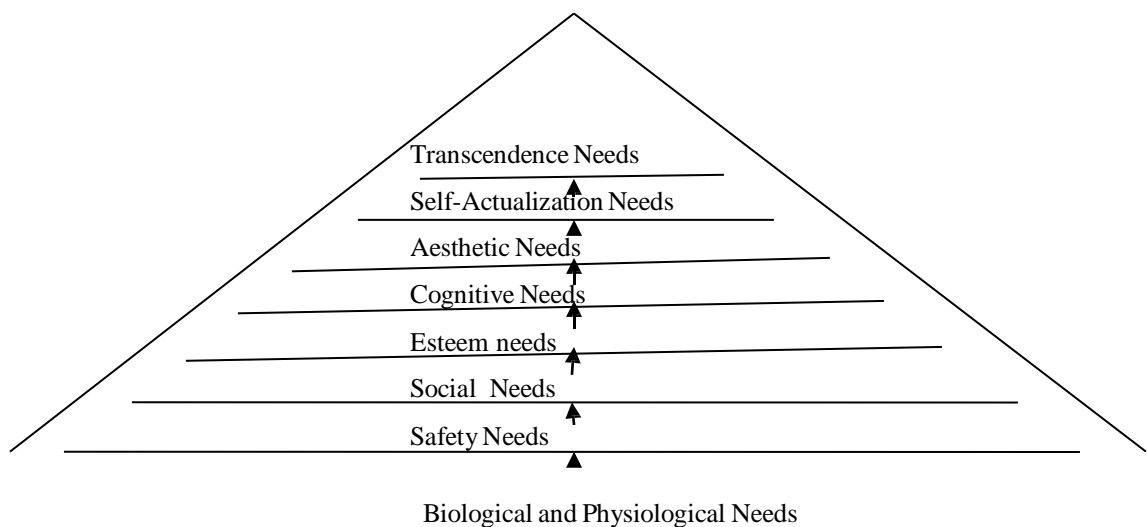 Transcendence Needs
Self-Actualization Needs
Aesthetic Needs
Cognitive Needs
Esteem needs
Social Needs
Safety Needs
Biological and Physiological Needs